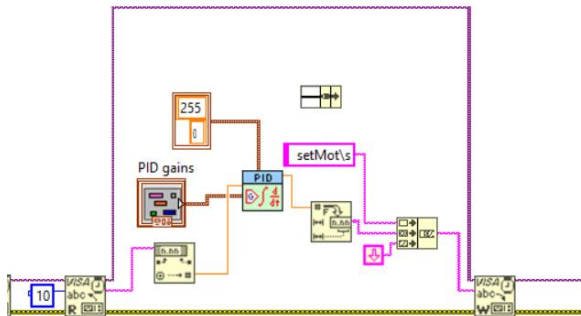 255
0
setMot\s
PID gains
PID
10
VISA
abc
R
VISA
abc
W